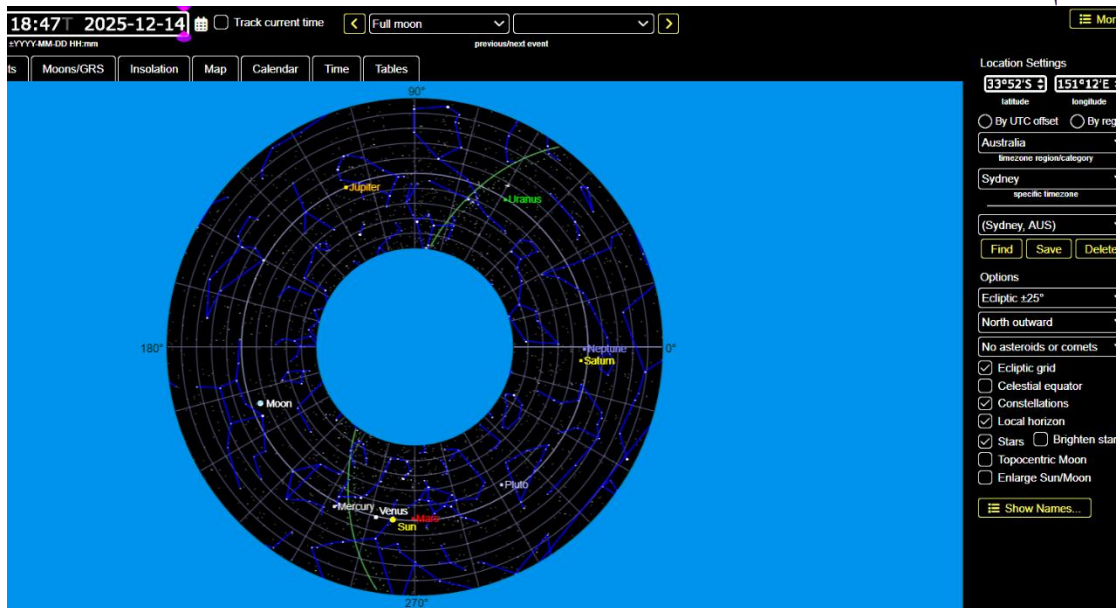 18:47T 2025-12-14 Track current time < Full moon > Mor
±YYYY-MM-DD HH:mm previous/next event
ts Moons/GRS Insolation Map Calendar Time Tables
Location Settings
33°52'S 151°12'E
latitude longitude
By UTC offset By reg
Australia
timezone region/category
Sydney
specific timezone
(Sydney, AUS)
Find Save Delete
Options
Ecliptic ±25°
North outward
No asteroids or comets
Ecliptic grid
Celestial equator
Constellations
Local horizon
Stars Brighten star
Topocentric Moon
Enlarge Sun/Moon
Show Names...
90°
Jupiter
Uranus
180°
Neptune
0°
Saturn
Moon
Pluto
Mercury
Venus
Mars
Sun
270°